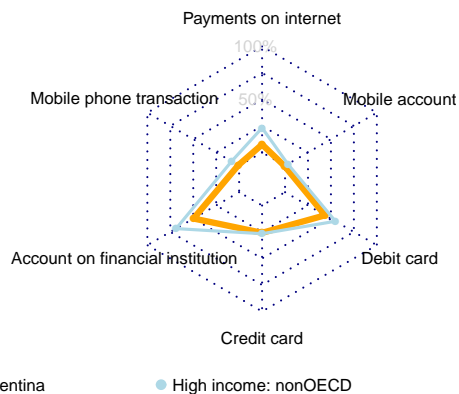 Payments on internet
100%
Mobile phone transaction
50%
Mobile account
Account on financial institution
Debit card
Credit card
entina
High income: nonOECD